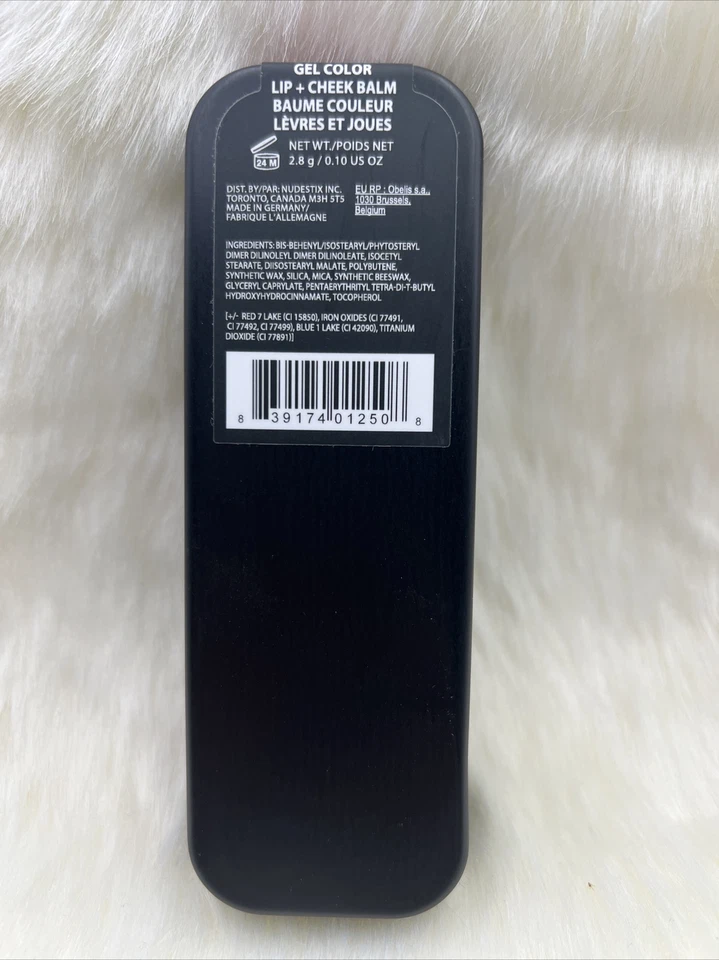 GEL COLOR
LIP + CHEEK BALM
BAUME COULEUR
LÈVRES ET JOUES
NET WT./POIDS NET
2.8 g / 0.10 US OZ
24 M
DIST. BY/PAR: NUDESTIX INC.
TORONTO, CANADA M3H 5T5
MADE IN GERMANY/
FABRIQUE L'ALLEMAGNE
EU RP : Obelis s.a.,
1030 Brussels,
Belgium
INGREDIENTS: BIS-BEHENYL/ISOSTEARYL/PHYTOSTERYL
DIMER DILINOLEYL DIMER DILINOLEATE, ISOCETYL
STEARATE, DIISOSTEARYL MALATE, POLYBUTENE,
SYNTHETIC WAX, SILICA, MICA, SYNTHETIC BEESWAX,
GLYCERYL CAPRYLATE, PENTAERYTHRITYL TETRA-DI-T-BUTYL
HYDROXYHYDROCINNAMATE, TOCOPHEROL
[+/- RED 7 LAKE (CI 15850), IRON OXIDES (CI 77491,
CI 77492, CI 77499), BLUE 1 LAKE (CI 42090), TITANIUM
DIOXIDE (CI 77891)]
8 39174 01250 8